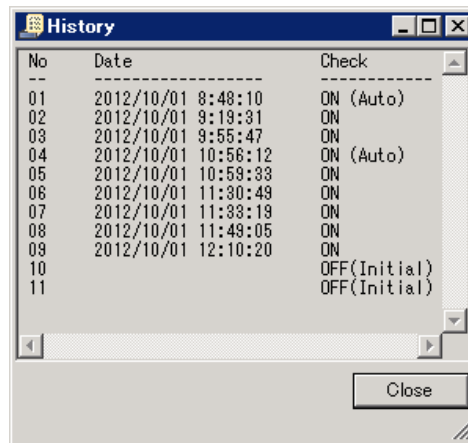 History
No Date Check
-- ------------------ ------------
01 2012/10/01 8:48:10 ON (Auto)
02 2012/10/01 9:19:31 ON
03 2012/10/01 9:55:47 ON
04 2012/10/01 10:56:12 ON (Auto)
05 2012/10/01 10:59:33 ON
06 2012/10/01 11:30:49 ON
07 2012/10/01 11:33:19 ON
08 2012/10/01 11:49:05 ON
09 2012/10/01 12:10:20 ON
10 OFF(Initial)
11 OFF(Initial)
Close